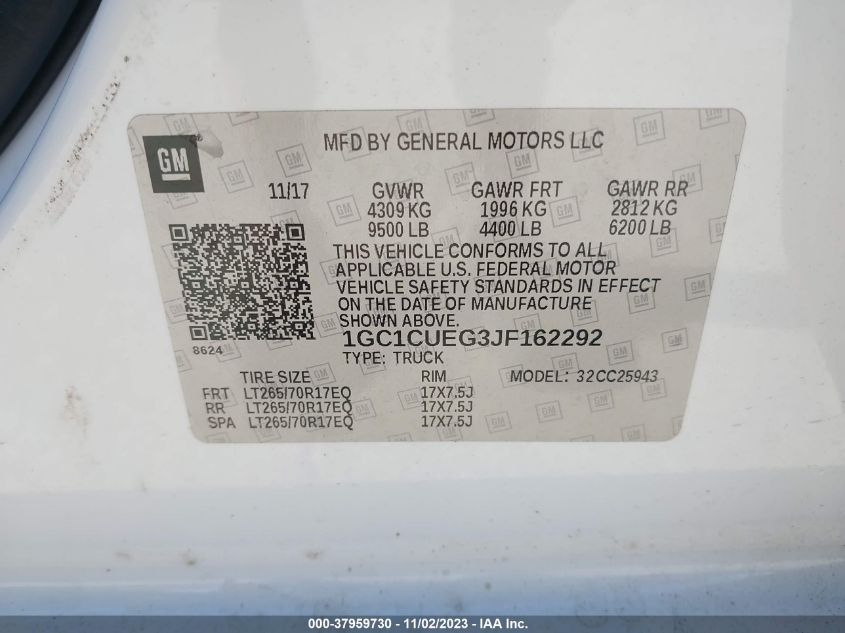 GM
MFD BY GENERAL MOTORS LLC
11/17 GVWR GAWR FRT GAWR RR
4309 KG 1996 KG 2812 KG
9500 LB 4400 LB 6200 LB
THIS VEHICLE CONFORMS TO ALL
APPLICABLE U.S. FEDERAL MOTOR
VEHICLE SAFETY STANDARDS IN EFFECT
ON THE DATE OF MANUFACTURE
SHOWN ABOVE.
8624
1GC1CUEG3JF162292
TYPE: TRUCK
TIRE SIZE RIM MODEL: 32CC25943
FRT LT265/70R17EQ 17X7.5J
RR LT265/70R17EQ 17X7.5J
SPA LT265/70R17EQ 17X7.5J
000-37959730 - 11/02/2023 - IAA Inc.